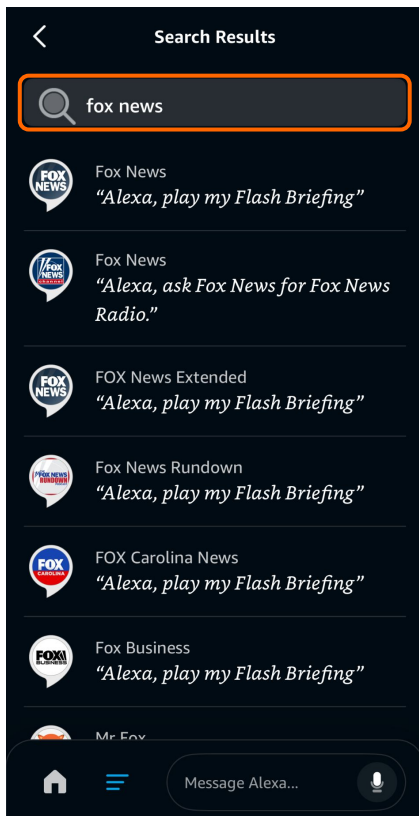 Search Results
fox news
FOX
NEWS
Fox News
“Alexa, play my Flash Briefing”
FOX
NEWS
channel
Fox News
“Alexa, ask Fox News for Fox News
Radio.”
FOX
NEWS
FOX News Extended
“Alexa, play my Flash Briefing”
FOX NEWS
RUNDOWN
Fox News Rundown
“Alexa, play my Flash Briefing”
FOX
CAROLINA
FOX Carolina News
“Alexa, play my Flash Briefing”
FOX
BUSINESS
Fox Business
“Alexa, play my Flash Briefing”
Mr Fox
Message Alexa...